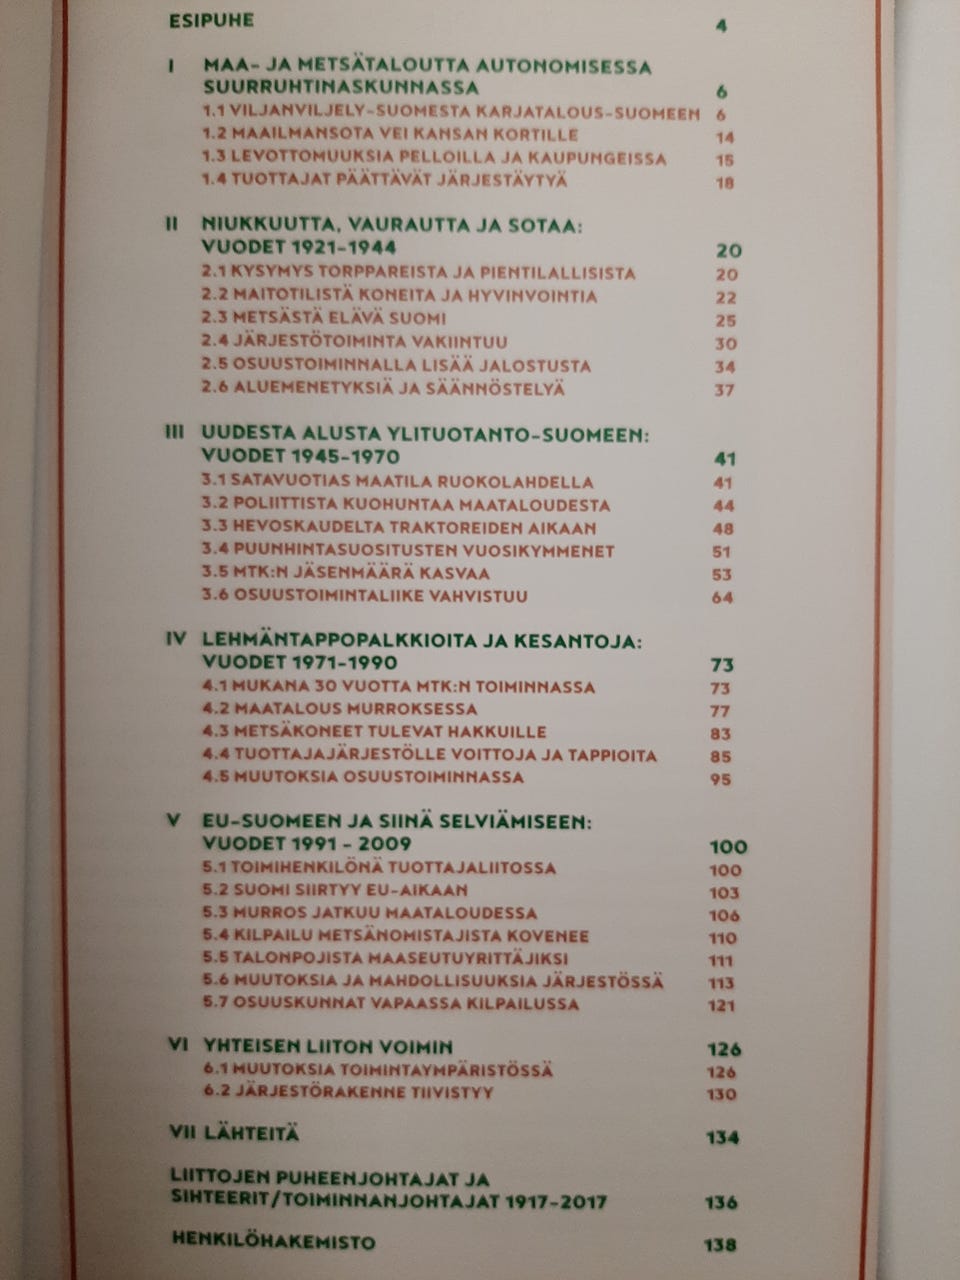 ESIPUHE 4
I MAA- JA METSÄTALOUTTA AUTONOMISESSA
SUURRUHTINASKUNNASSA 6
1.1 VILJANVILJELY-SUOMESTA KARJATALOUS-SUOMEEN 6
1.2 MAAILMANSOTA VEI KANSAN KORTILLE 14
1.3 LEVOTTOMUUKSIA PELLOILLA JA KAUPUNGEISSA 15
1.4 TUOTTAJAT PÄÄTTÄVÄT JÄRJESTÄYTYÄ 18
II NIUKKUUTTA, VAURAUTTA JA SOTAA:
VUODET 1921-1944 20
2.1 KYSYMYS TORPPAREISTA JA PIENTILALLISISTA 20
2.2 MAITOTILISTÄ KONEITA JA HYVINVOINTIA 22
2.3 METSÄSTÄ ELÄVÄ SUOMI 25
2.4 JÄRJESTÖTOIMINTA VAKIINTUU 30
2.5 OSUUSTOIMINNALLA LISÄÄ JALOSTUSTA 34
2.6 ALUEMENETYKSIÄ JA SÄÄNNÖSTELYÄ 37
III UUDESTA ALUSTA YLITUOTANTO-SUOMEEN:
VUODET 1945-1970 41
3.1 SATAVUOTIAS MAATILA RUOKOLAHDELLA 41
3.2 POLIITTISTA KUOHUNTAA MAATALOUDESTA 44
3.3 HEVOSKAUDELTA TRAKTOREIDEN AIKAAN 48
3.4 PUUNHINTASUOSITUSTEN VUOSIKYMMENET 51
3.5 MTK:N JÄSENMÄÄRÄ KASVAA 53
3.6 OSUUSTOIMINTALIIKE VAHVISTUU 64
IV LEHMÄNTAPPOPALKKIOITA JA KESANTOJA:
VUODET 1971-1990 73
4.1 MUKANA 30 VUOTTA MTK:N TOIMINNASSA 73
4.2 MAATALOUS MURROKSESSA 77
4.3 METSÄKONEET TULEVAT HAKKUILLE 83
4.4 TUOTTAJAJÄRJESTÖLLE VOITTOJA JA TAPPIOITA 85
4.5 MUUTOKSIA OSUUSTOIMINNASSA 95
V EU-SUOMEEN JA SIINÄ SELVIÄMISEEN:
VUODET 1991 - 2009 100
5.1 TOIMIHENKILÖNÄ TUOTTAJALIITOSSA 100
5.2 SUOMI SIIRTYY EU-AIKAAN 103
5.3 MURROS JATKUU MAATALOUDESSA 106
5.4 KILPAILU METSÄNOMISTAJISTA KOVENEE 110
5.5 TALONPOJISTA MAASEUTUYRITTÄJIKSI 111
5.6 MUUTOKSIA JA MAHDOLLISUUKSIA JÄRJESTÖSSÄ 113
5.7 OSUUSKUNNAT VAPAASSA KILPAILUSSA 121
VI YHTEISEN LIITON VOIMIN 126
6.1 MUUTOKSIA TOIMINTAYMPÄRISTÖSSÄ 126
6.2 JÄRJESTÖRAKENNE TIIVISTYY 130
VII LÄHTEITÄ 134
LIITTOJEN PUHEENJOHTAJAT JA
SIHTEERIT/TOIMINNANJOHTAJAT 1917-2017 136
HENKILÖHAKEMISTO 138